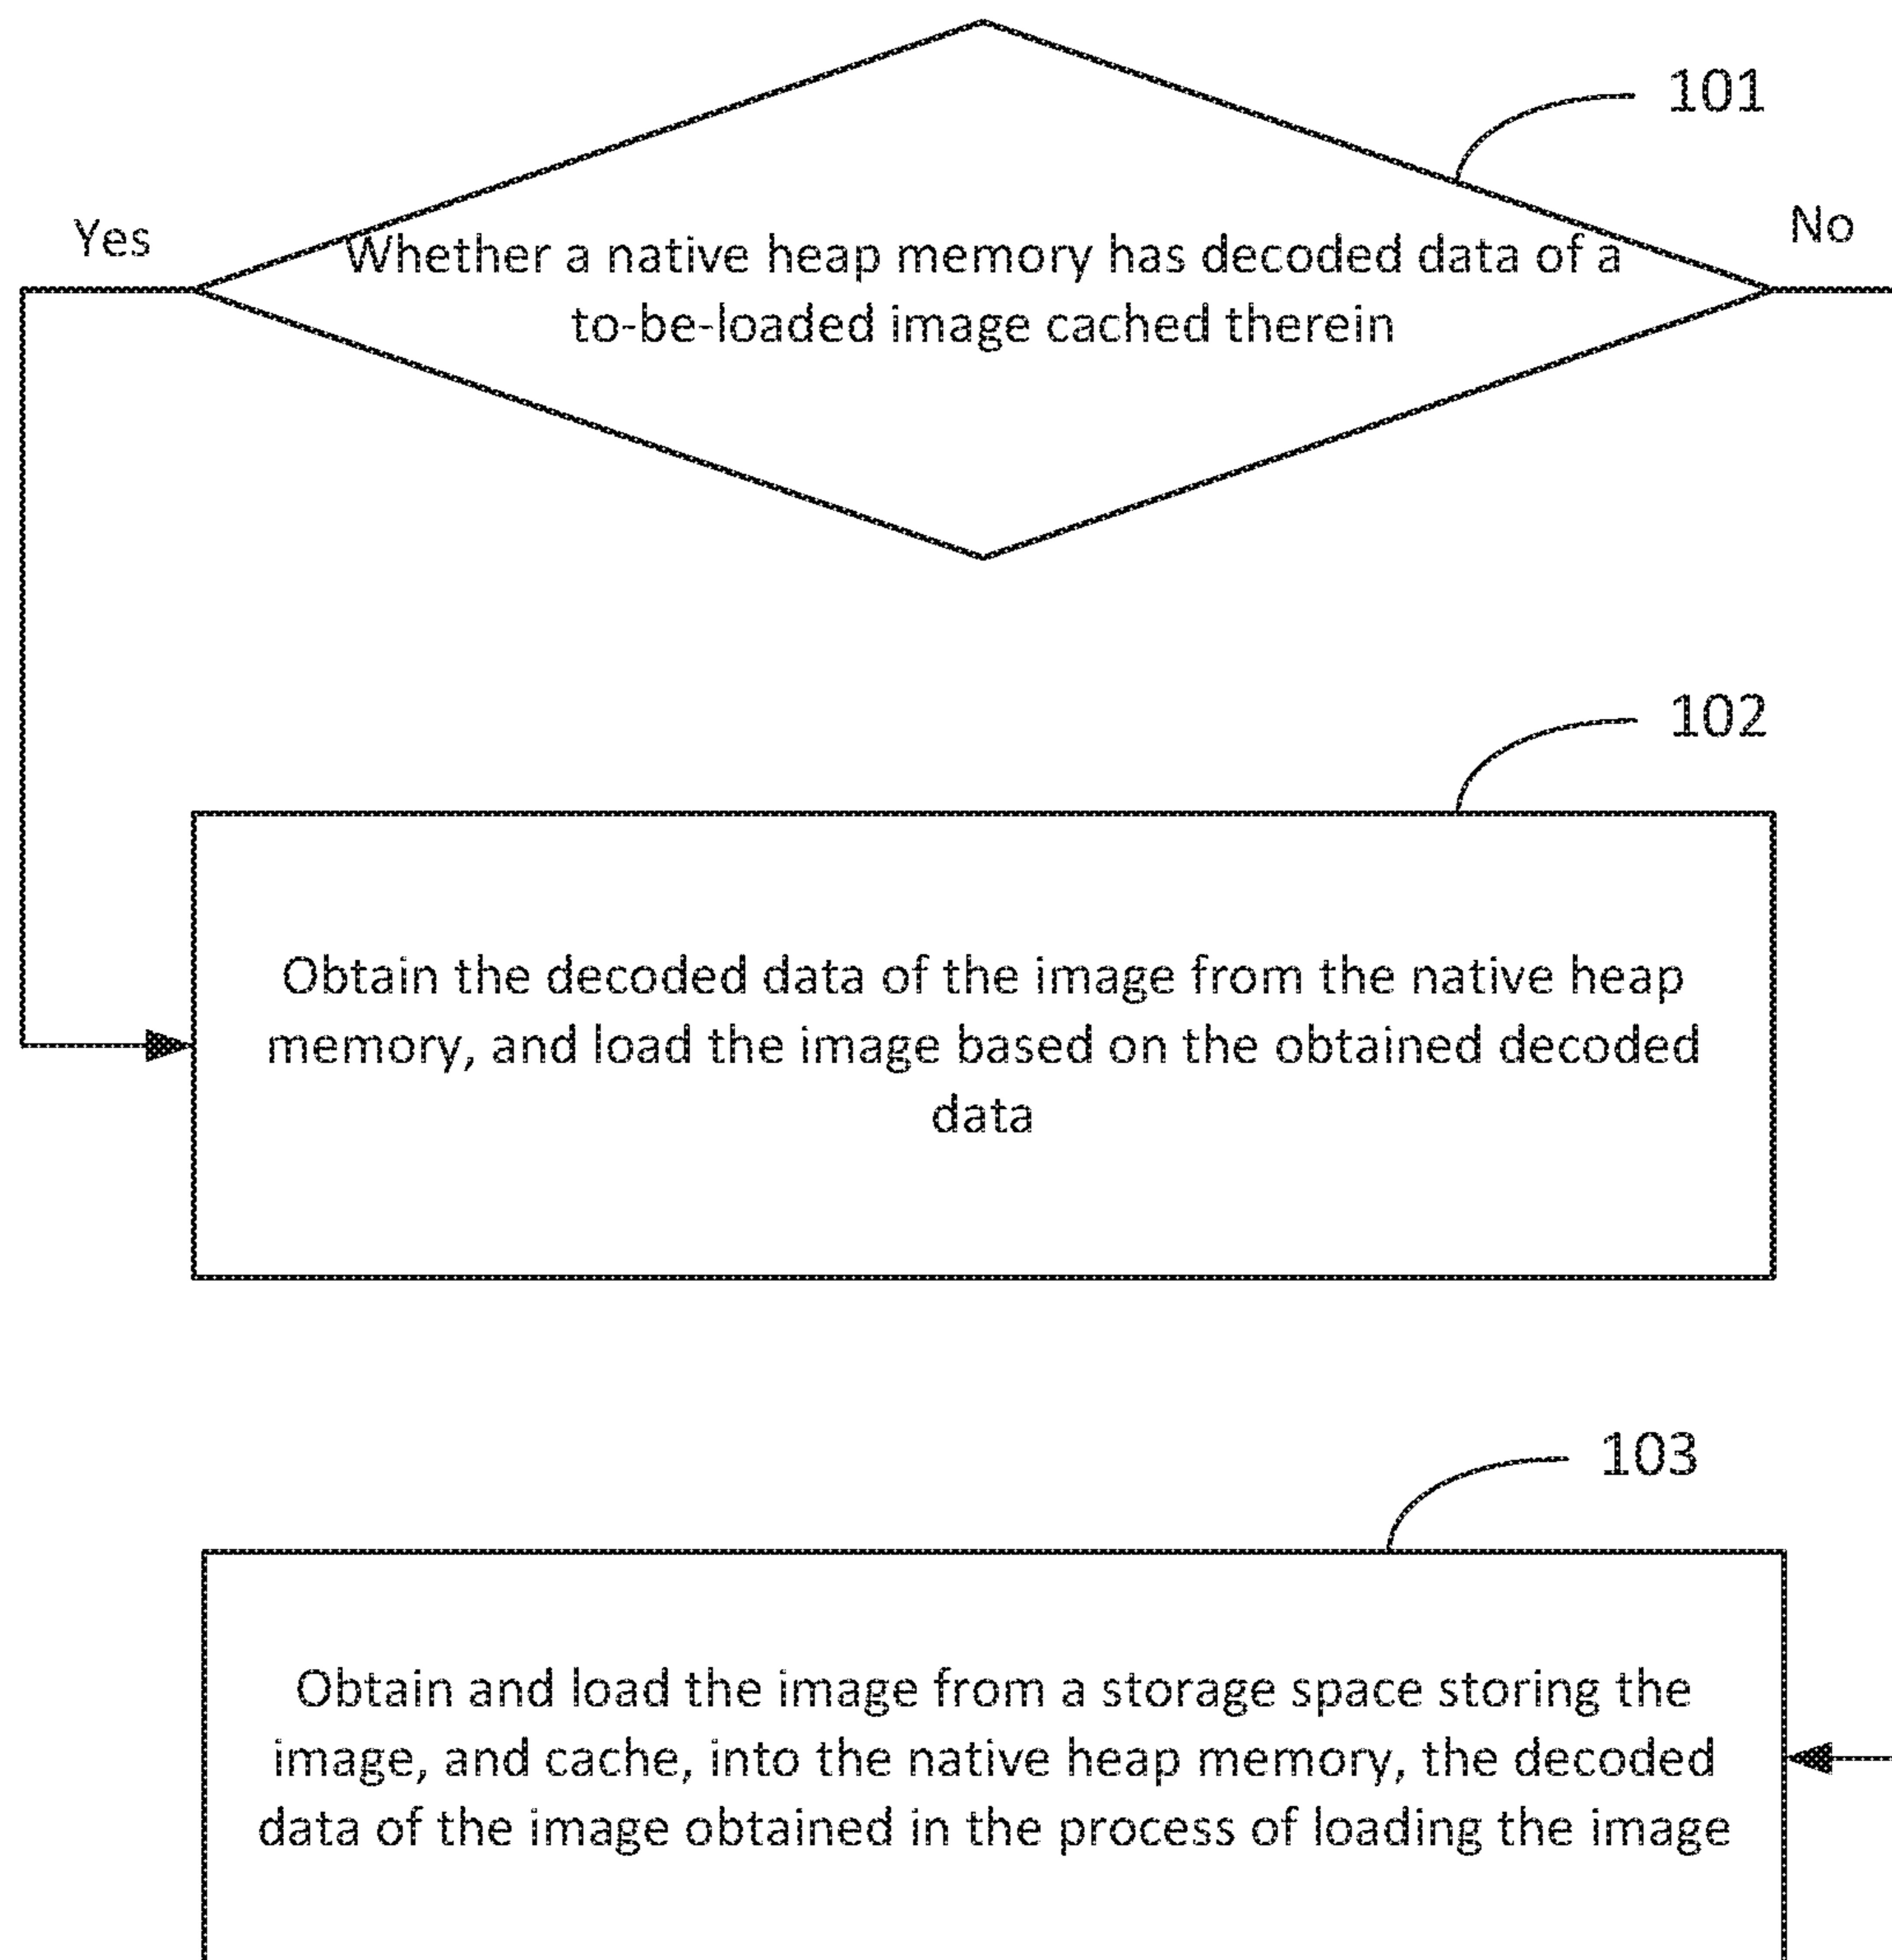 101
Yes
No
Whether a native heap memory has decoded data of a
to-be-loaded image cached therein
102
Obtain the decoded data of the image from the native heap
memory, and load the image based on the obtained decoded
data
103
Obtain and load the image from a storage space storing the
image, and cache, into the native heap memory, the decoded
data of the image obtained in the process of loading the image